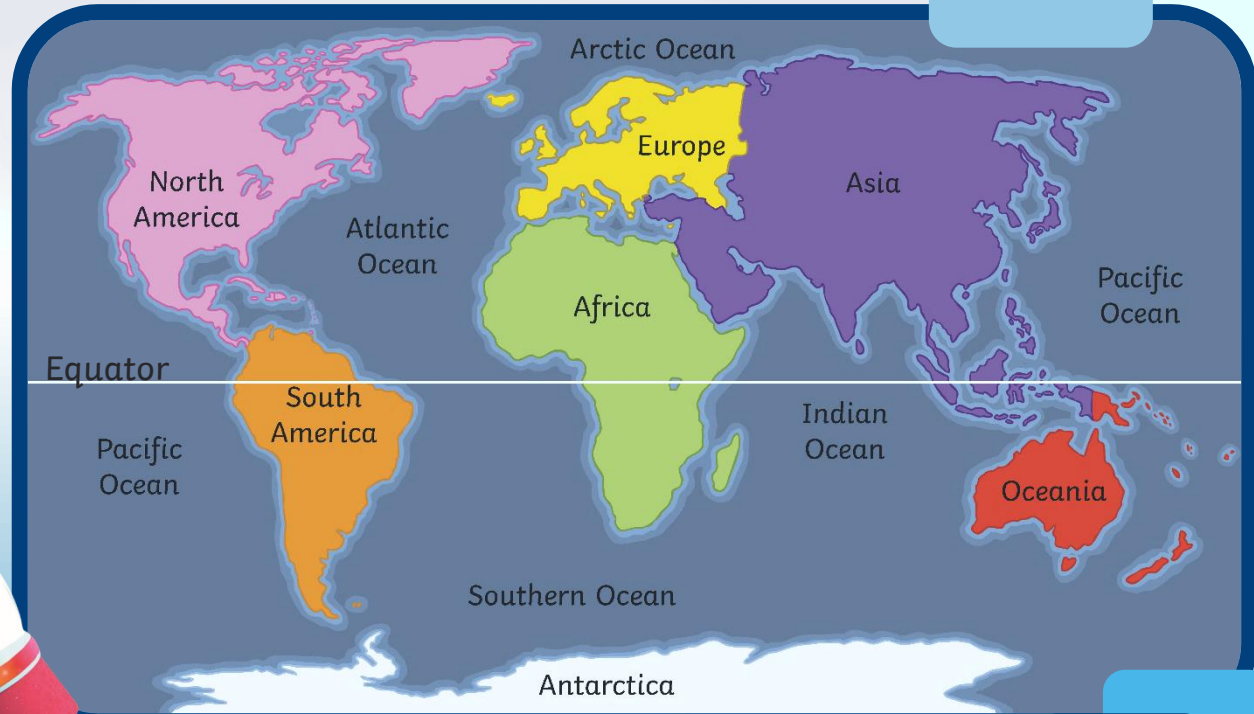 Arctic Ocean
Europe
Asia
North
America
Atlantic
Ocean
Africa
Pacific
Ocean
Equator
South
America
Indian
Ocean
Pacific
Ocean
Oceania
Southern Ocean
Antarctica